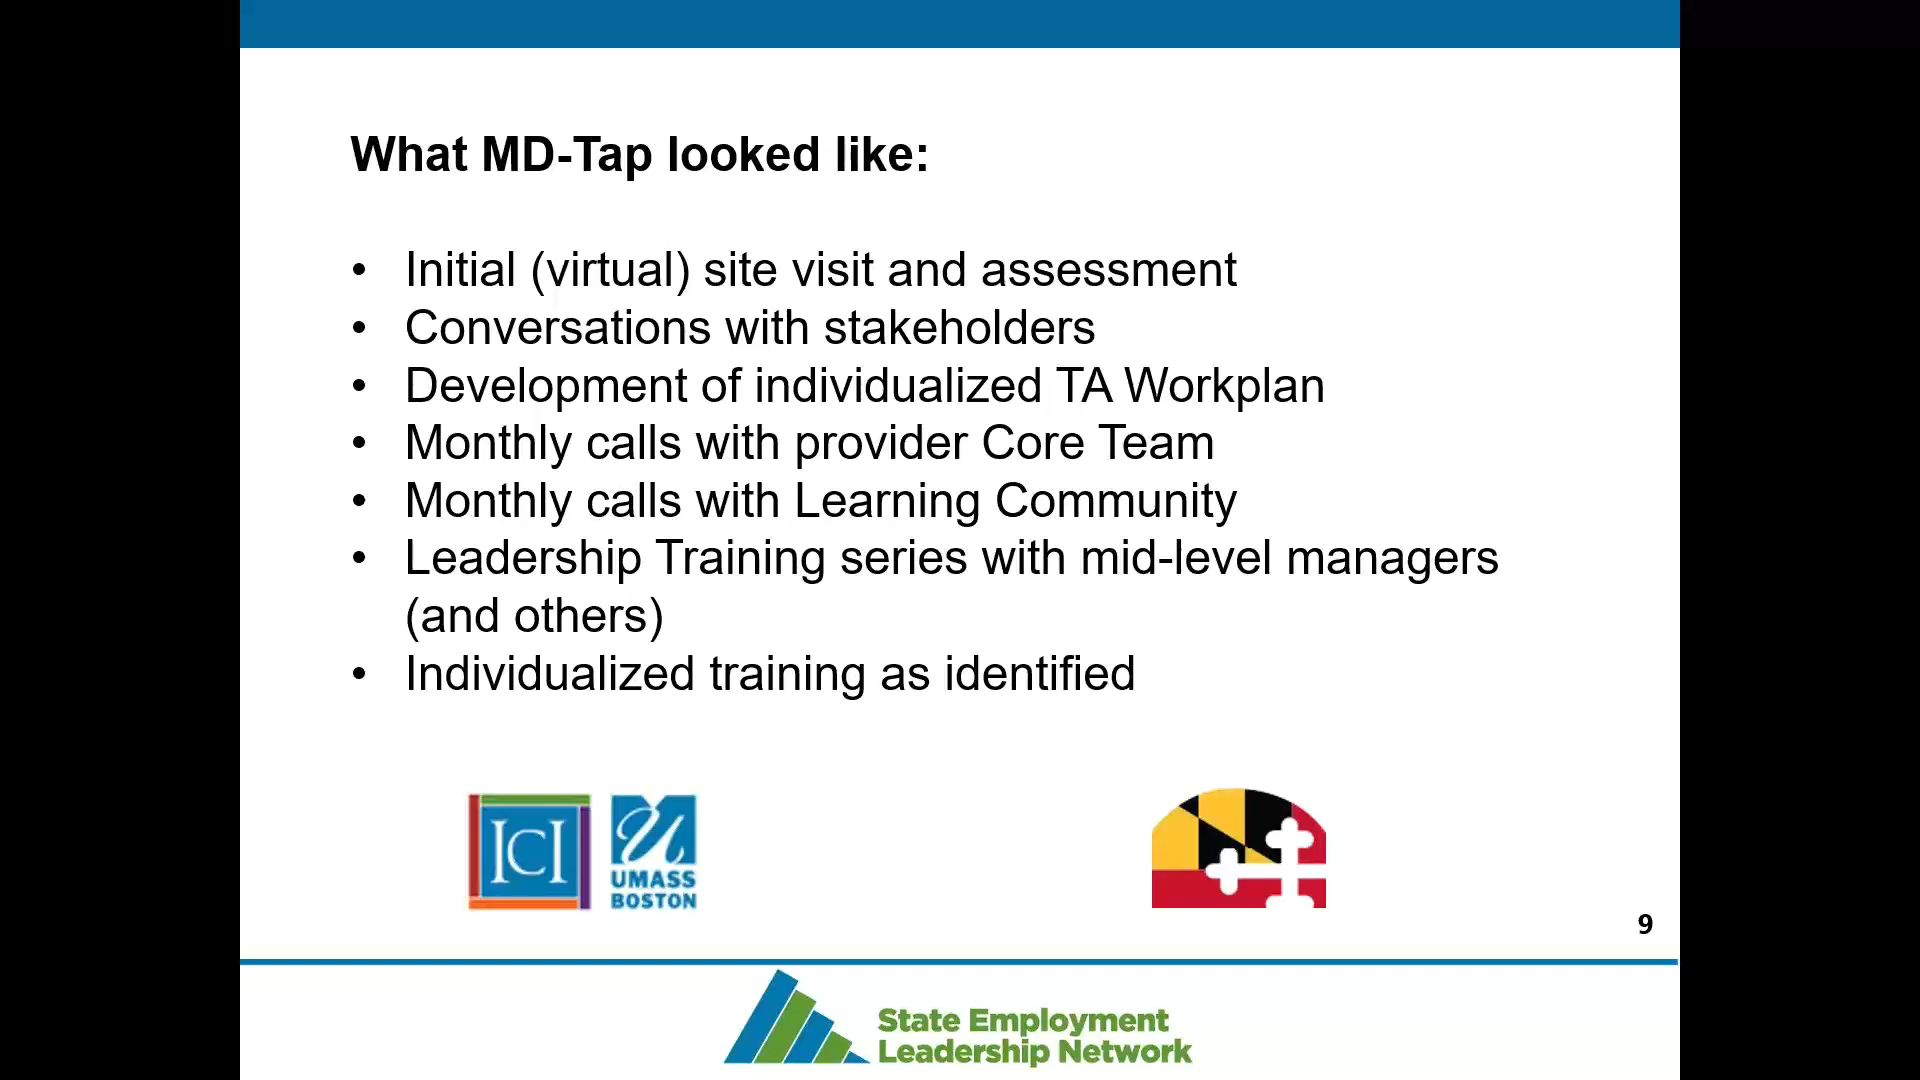 What MD-Tap looked like:
• Initial (virtual) site visit and assessment
• Conversations with stakeholders
• Development of individualized TA Workplan
• Monthly calls with provider Core Team
• Monthly calls with Learning Community
• Leadership Training series with mid-level managers
(and others)
• Individualized training as identified
ICI
UMASS
BOSTON
9
State Employment
Leadership Network